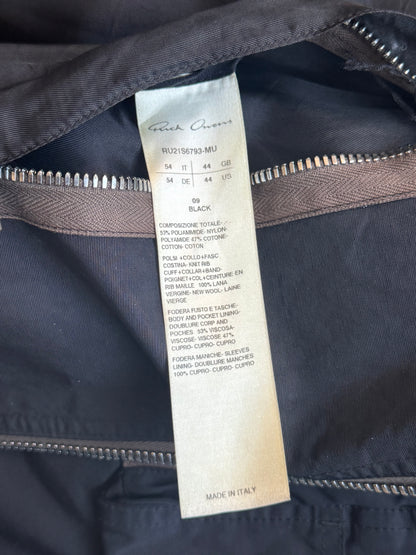 Rick Owens
RU21S6793-MU
54 IT 44 GB
54 DE 44 US
09
BLACK
COMPOSIZIONE TOTALE-
53% POLIAMMIDE-NYLON-
POLYAMIDE 47% COTONE-
COTTON-COTON
POLSI +COLLO+FASC
COSTINA-KNIT RIB
CUFF+COLLAR+BAND-
POIGNET+COL+CEINTURE EN
RIB MAILLE 100% LANA
VERGINE-NEW WOOL-LAINE
VIERGE
FODERA FUSTO E TASCHE-
BODY AND POCKET LINING-
DOUBLURE CORP AND
POCHES 53% VISCOSA-
VISCOSE-VISCOSE 47%
CUPRO-CUPRO-CUPRO
FODERA MANICHE-SLEEVES
LINING-DOUBLURE MANCHES
100% CUPRO-CUPRO-CUPRO
MADE IN ITALY